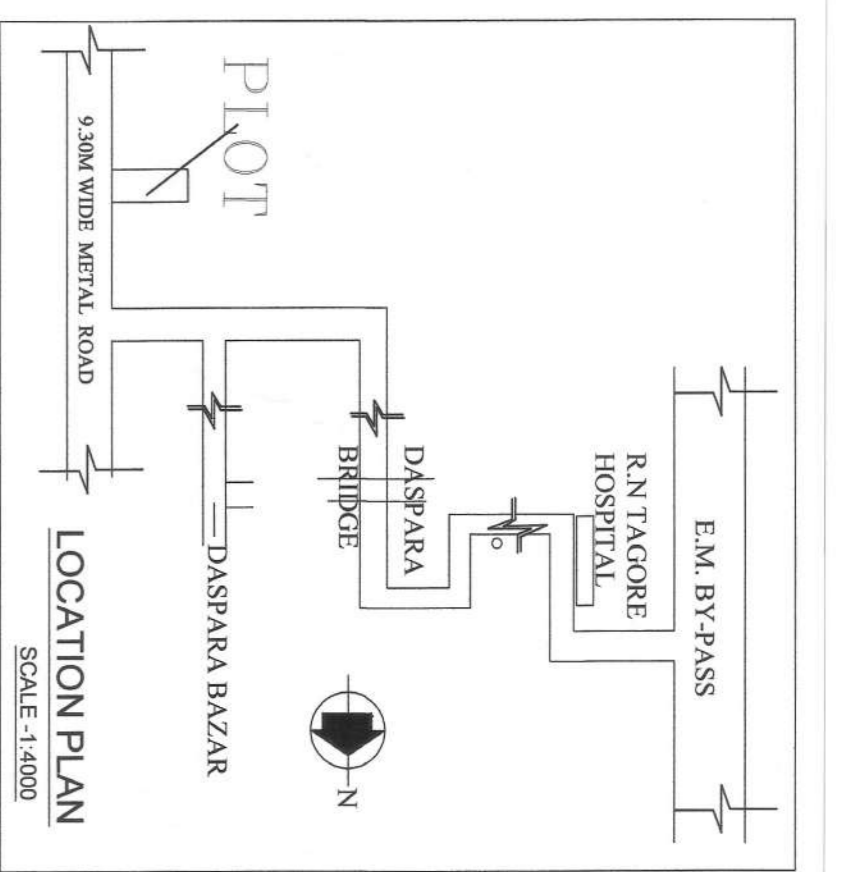 PLOT
9.30M WIDE METAL ROAD
E.M. BY-PASS
R.N TAGORE
HOSPITAL
DASPARA
BRIDGE
DASPARA BAZAR
N
LOCATION PLAN
SCALE -1:4000